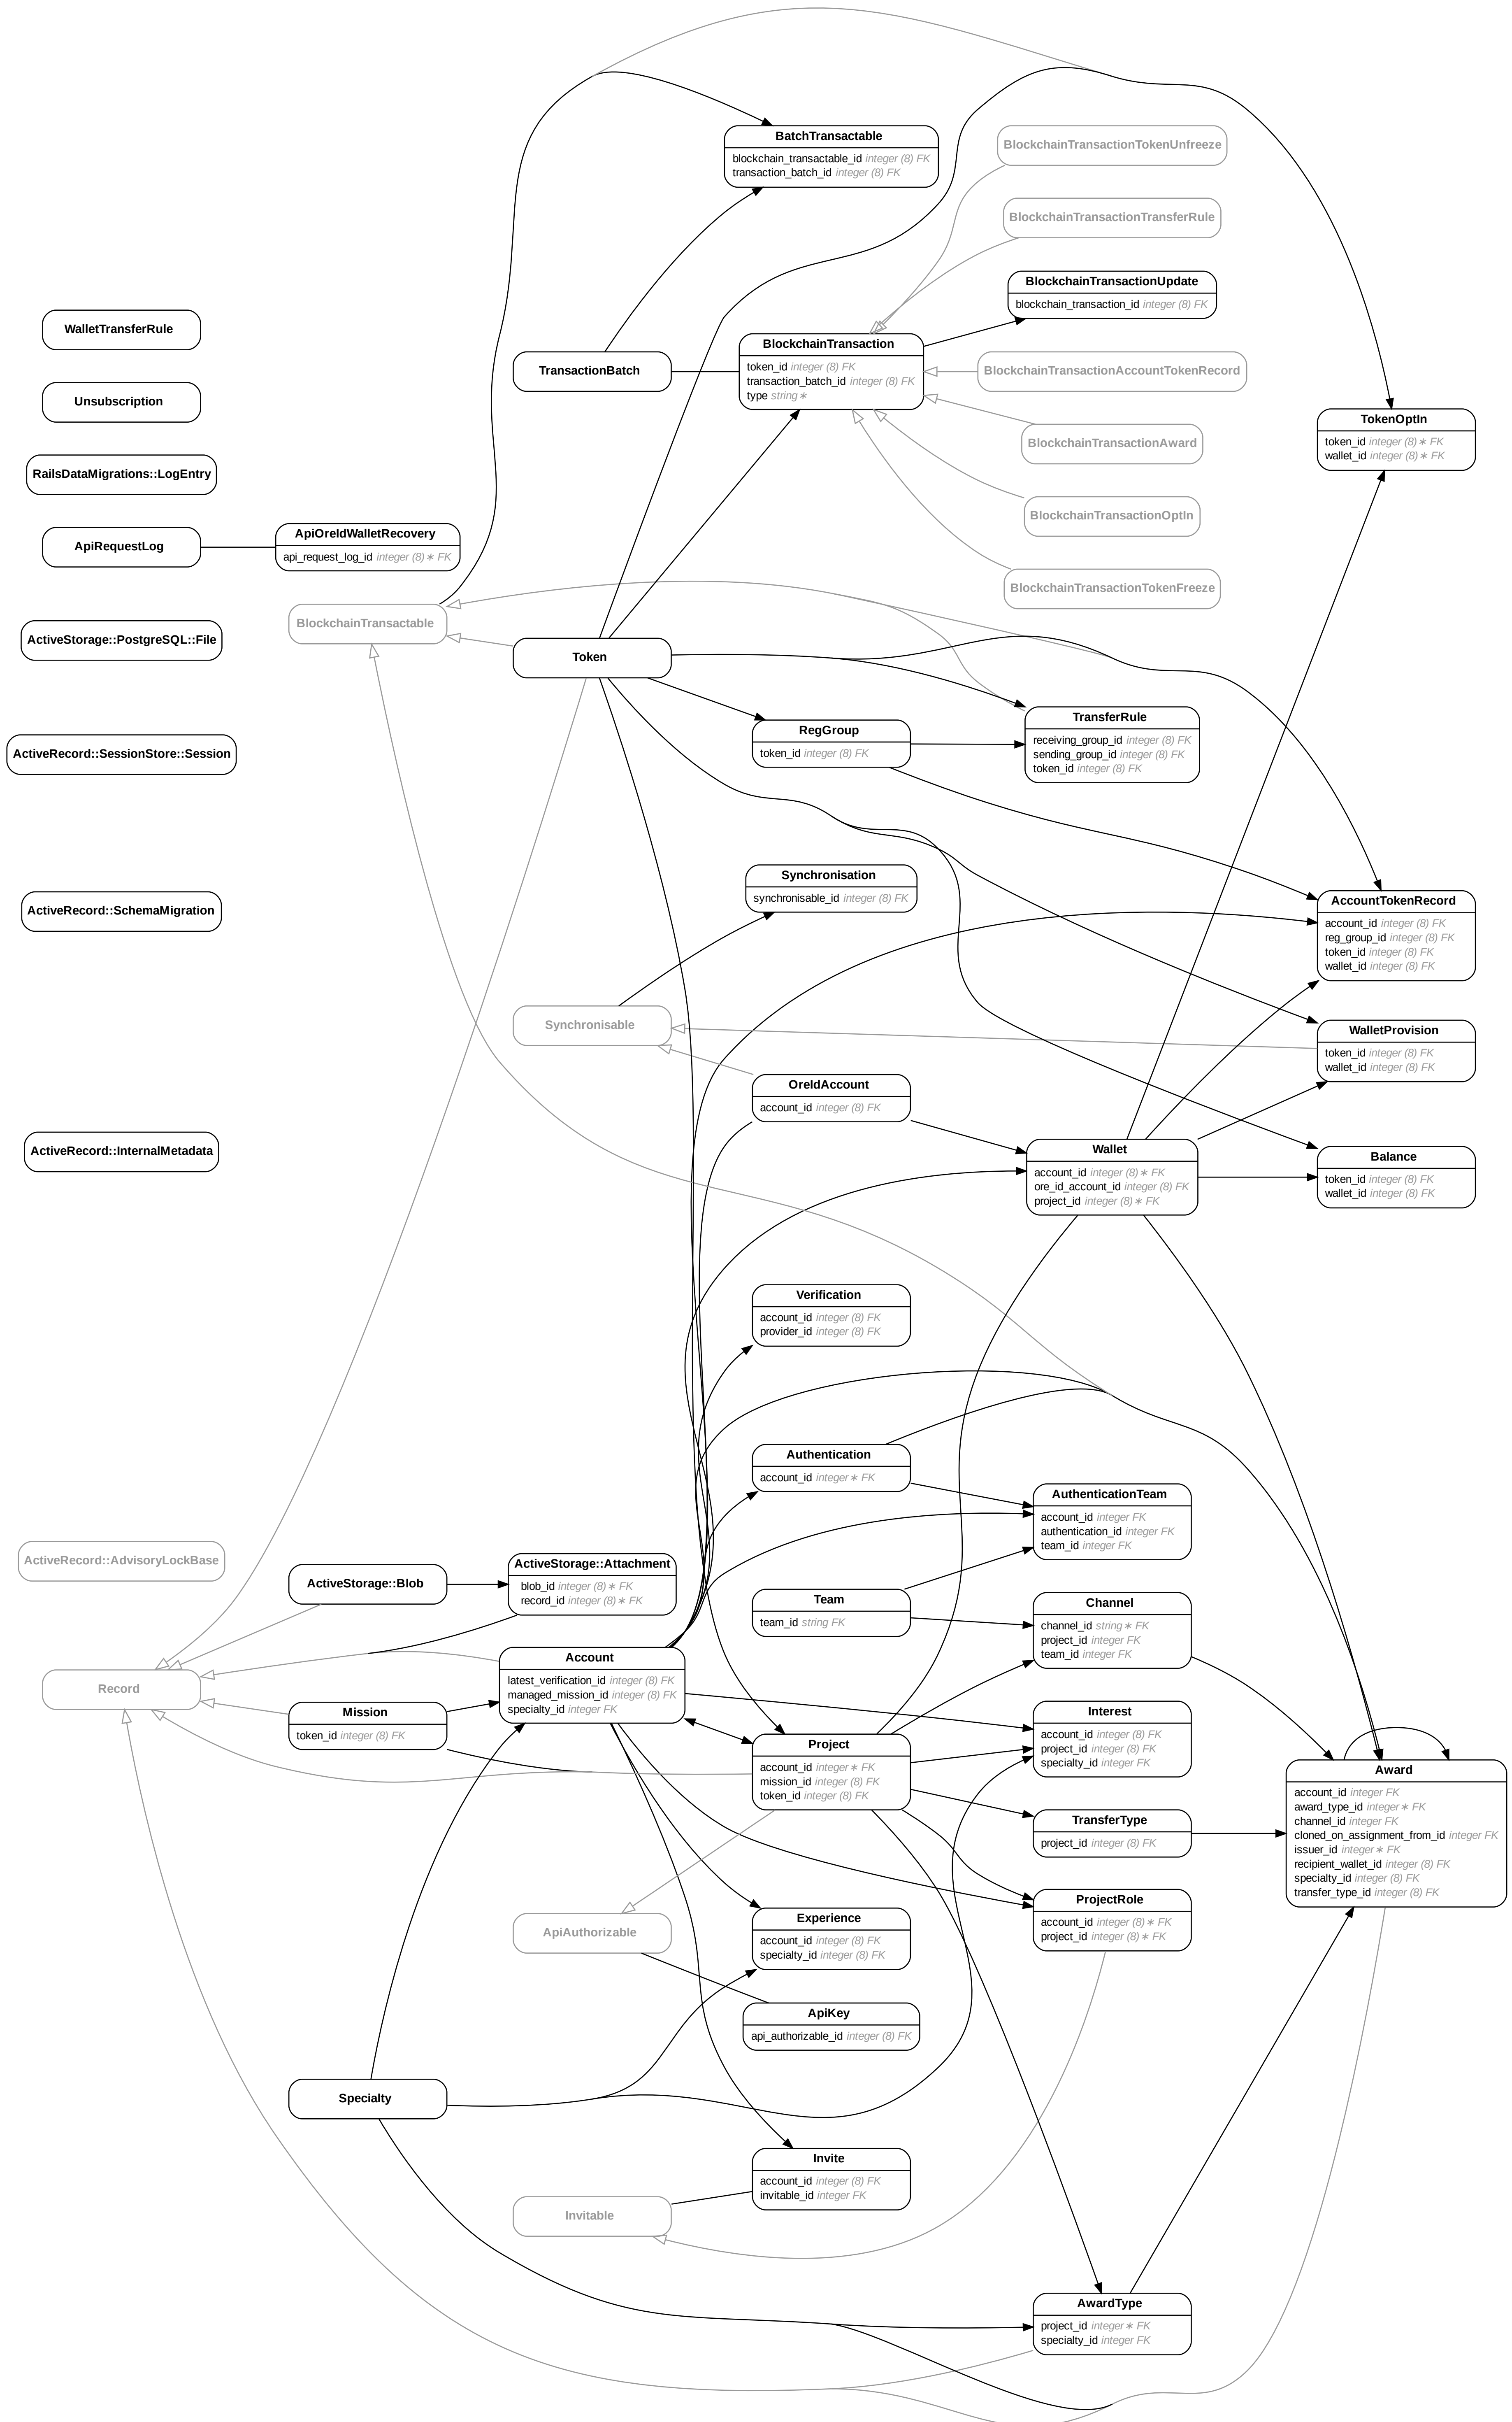 BatchTransactable
blockchain_transactable_id integer (8) FK
transaction_batch_id integer (8) FK
BlockchainTransactionTokenUnfreeze
BlockchainTransactionTransferRule
BlockchainTransactionUpdate
blockchain_transaction_id integer (8) FK
WalletTransferRule
TransactionBatch
BlockchainTransaction
token_id integer (8) FK
transaction_batch_id integer (8) FK
type string∗
BlockchainTransactionAccountTokenRecord
Unsubscription
BlockchainTransactionAward
TokenOptIn
token_id integer (8)∗ FK
wallet_id integer (8)∗ FK
RailsDataMigrations::LogEntry
BlockchainTransactionOptIn
ApiRequestLog
ApiOreIdWalletRecovery
api_request_log_id integer (8)∗ FK
BlockchainTransactionTokenFreeze
BlockchainTransactable
ActiveStorage::PostgreSQL::File
Token
ActiveRecord::SessionStore::Session
RegGroup
token_id integer (8) FK
TransferRule
receiving_group_id integer (8) FK
sending_group_id integer (8) FK
token_id integer (8) FK
Synchronisation
synchronisable_id integer (8) FK
ActiveRecord::SchemaMigration
AccountTokenRecord
account_id integer (8) FK
reg_group_id integer (8) FK
token_id integer (8) FK
wallet_id integer (8) FK
Synchronisable
WalletProvision
token_id integer (8) FK
wallet_id integer (8) FK
OreIdAccount
account_id integer (8) FK
ActiveRecord::InternalMetadata
Wallet
account_id integer (8)∗ FK
ore_id_account_id integer (8) FK
project_id integer (8)∗ FK
Balance
token_id integer (8) FK
wallet_id integer (8) FK
Verification
account_id integer (8) FK
provider_id integer (8) FK
Authentication
account_id integer∗ FK
AuthenticationTeam
account_id integer FK
authentication_id integer FK
team_id integer FK
ActiveRecord::AdvisoryLockBase
ActiveStorage::Blob
ActiveStorage::Attachment
blob_id integer (8)∗ FK
record_id integer (8)∗ FK
Team
team_id string FK
Channel
channel_id string∗ FK
project_id integer FK
team_id integer FK
Record
Account
latest_verification_id integer (8) FK
managed_mission_id integer (8) FK
specialty_id integer FK
Mission
token_id integer (8) FK
Project
account_id integer∗ FK
mission_id integer (8) FK
token_id integer (8) FK
Interest
account_id integer (8) FK
project_id integer (8) FK
specialty_id integer FK
Award
account_id integer FK
award_type_id integer∗ FK
channel_id integer FK
cloned_on_assignment_from_id integer FK
issuer_id integer∗ FK
recipient_wallet_id integer (8) FK
specialty_id integer (8) FK
transfer_type_id integer (8) FK
TransferType
project_id integer (8) FK
ProjectRole
account_id integer (8)∗ FK
project_id integer (8)∗ FK
ApiAuthorizable
Experience
account_id integer (8) FK
specialty_id integer (8) FK
ApiKey
api_authorizable_id integer (8) FK
Specialty
Invite
account_id integer (8) FK
invitable_id integer FK
Invitable
AwardType
project_id integer∗ FK
specialty_id integer FK